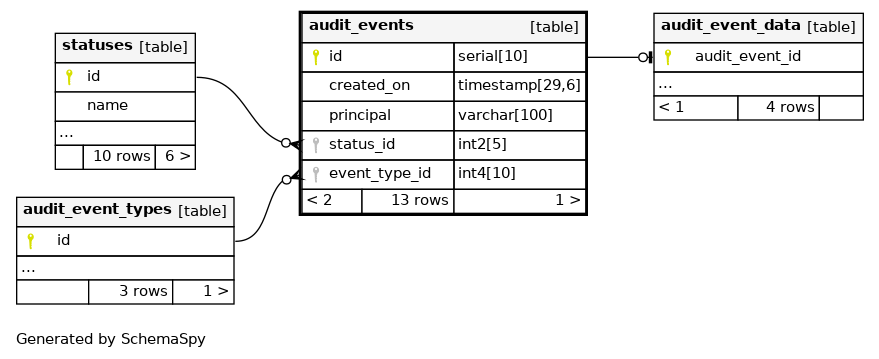 statuses [table]
id
name
...
10 rows 6 >
audit_event_types [table]
id
...
3 rows 1 >
audit_events [table]
id serial[10]
created_on timestamp[29,6]
principal varchar[100]
status_id int2[5]
event_type_id int4[10]
< 2 13 rows 1 >
audit_event_data [table]
audit_event_id
...
< 1 4 rows
Generated by SchemaSpy